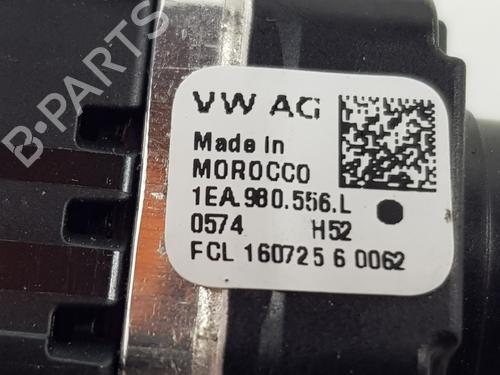 B-PARTS
VW AG
Made In
MOROCCO
1EA.980.556.L
0574 H52
FCL 160725 6 0062